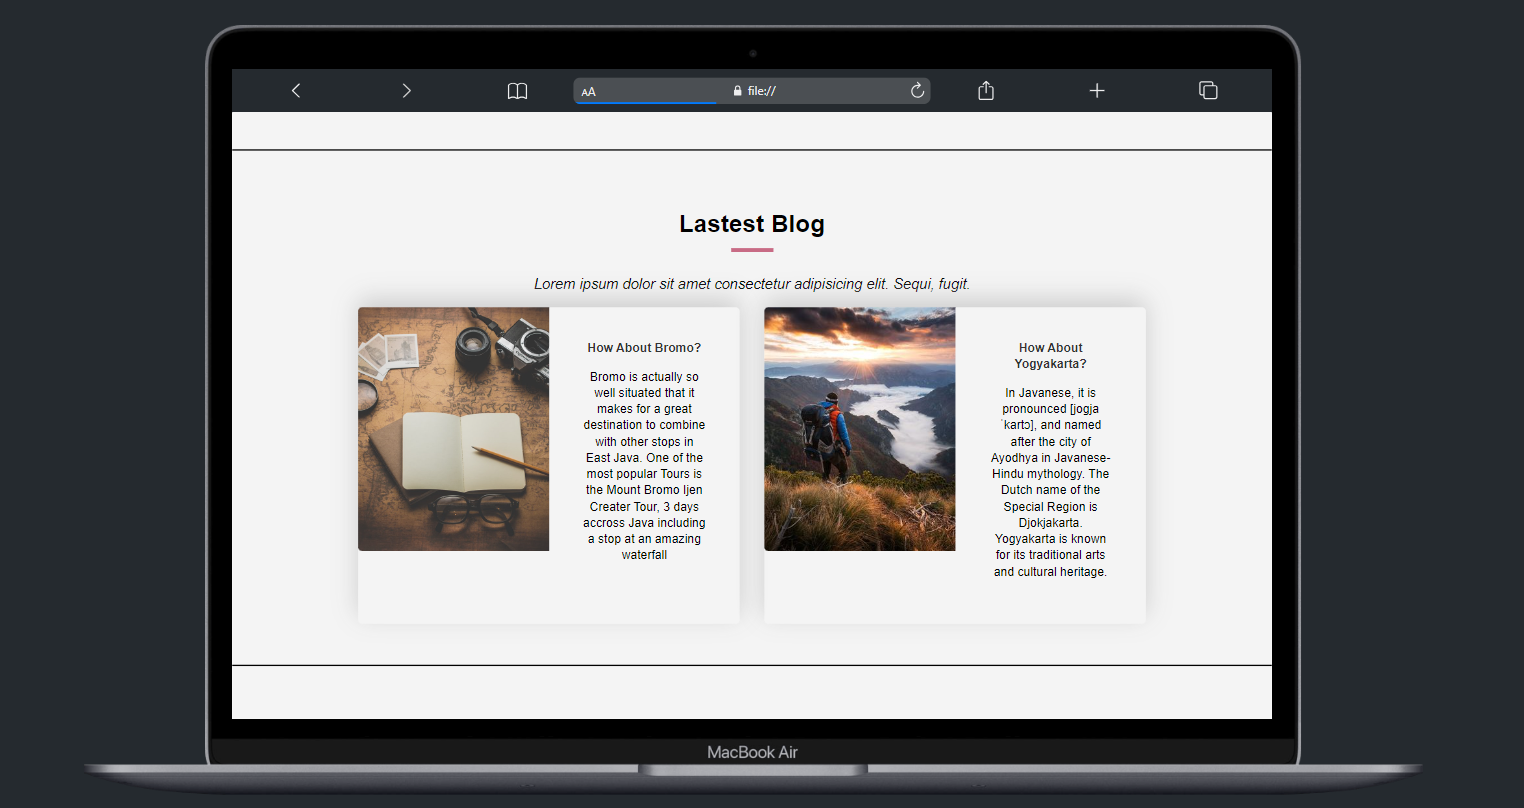 AA
file://
Lastest Blog
Lorem ipsum dolor sit amet consectetur adipisicing elit. Sequi, fugit.
How About Bromo?
Bromo is actually so
well situated that it
makes for a great
destination to combine
with other stops in
East Java. One of the
most popular Tours is
the Mount Bromo Ijen
Creater Tour, 3 days
accross Java including
a stop at an amazing
waterfall
How About
Yogyakarta?
In Javanese, it is
pronounced [jogja
ˈkartɔ], and named
after the city of
Ayodhya in Javanese-
Hindu mythology. The
Dutch name of the
Special Region is
Djokjakarta.
Yogyakarta is known
for its traditional arts
and cultural heritage.
MacBook Air